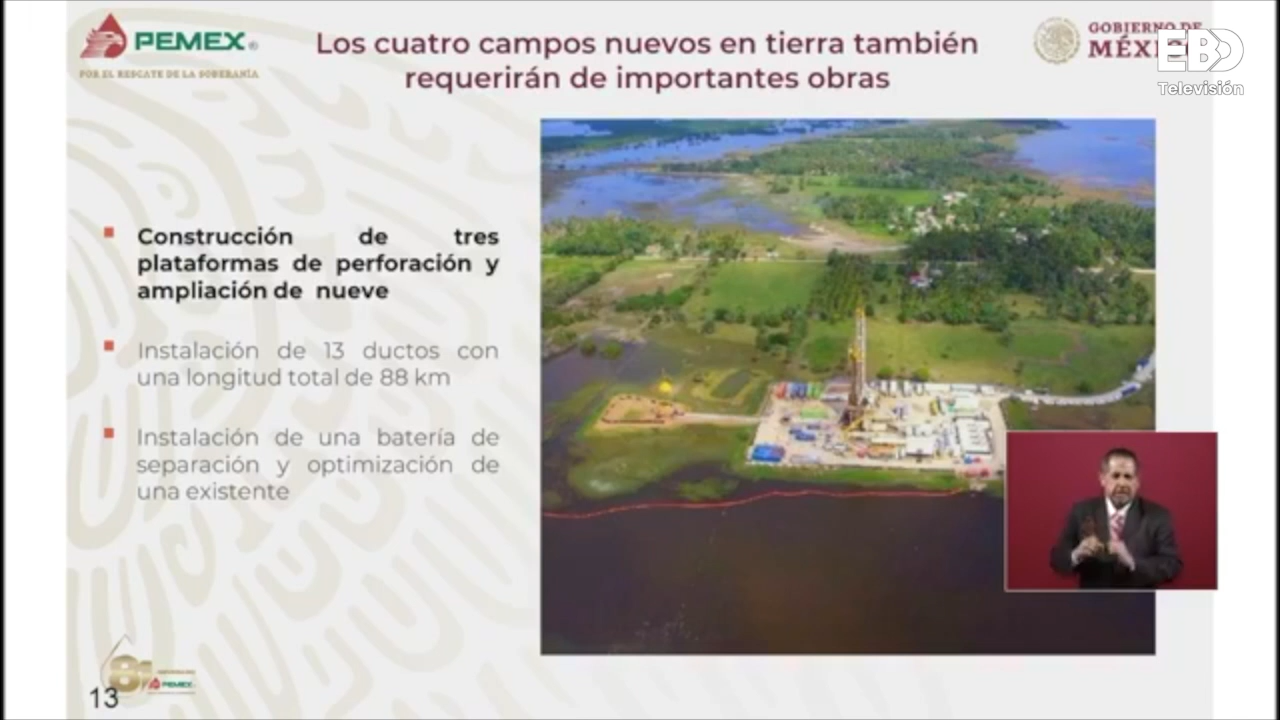 PEMEX®
POR EL RESCATE DE LA SOBERANÍA
Los cuatro campos nuevos en tierra también
requerirán de importantes obras
GOBIERNO DE
MÉXICO
EBD
Televisión
Construcción de tres
plataformas de perforación y
ampliación de nueve
Instalación de 13 ductos con
una longitud total de 88 km
Instalación de una batería de
separación y optimización de
una existente
81
PEMEX
13